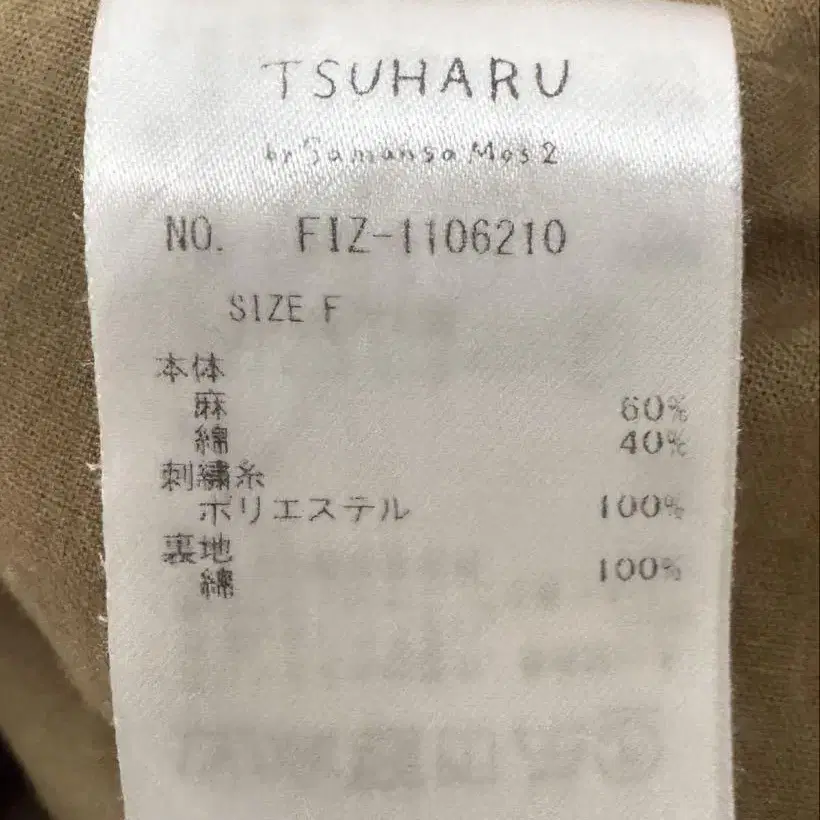 TSUHARU
by Samansa Mos2
NO. FIZ-1106210
SIZE F
本体
麻 60%
綿 40%
刺繍糸
ポリエステル 100%
裏地
綿 100%